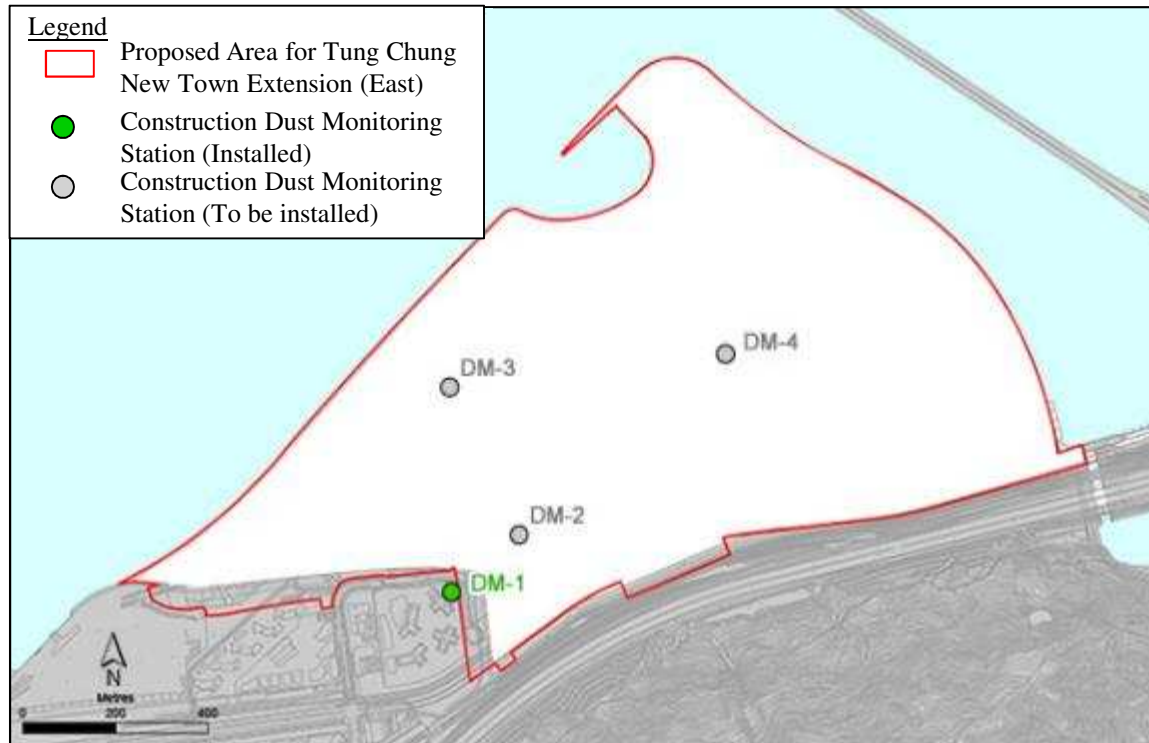 Legend
Proposed Area for Tung Chung
New Town Extension (East)
Construction Dust Monitoring
Station (Installed)
Construction Dust Monitoring
Station (To be installed)
DM-4
DM-3
DM-2
DM-1
N
Metres
0 200 400